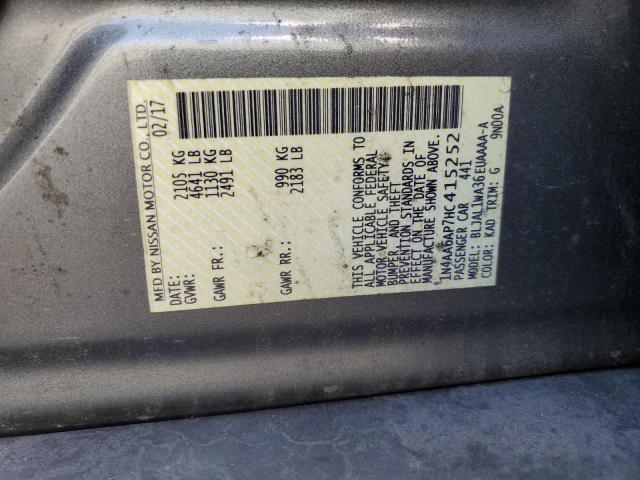 MFD BY NISSAN MOTOR CO., LTD.
DATE: 02/17
GVWR: 2105 KG
4641 LB
GAWR FR: 1130 KG
2491 LB
GAWR RR: 990 KG
2183 LB
THIS VEHICLE CONFORMS TO
ALL APPLICABLE FEDERAL
MOTOR VEHICLE SAFETY,
BUMPER AND THEFT
PREVENTION STANDARDS IN
EFFECT ON THE DATE OF
MANUFACTURE SHOWN ABOVE.
1N4AA6AP7HC415252
PASSENGER CAR 441
MODEL: BLJALIWA36EUAAAA-A
COLOR: KAD TRIM: G 9N00A